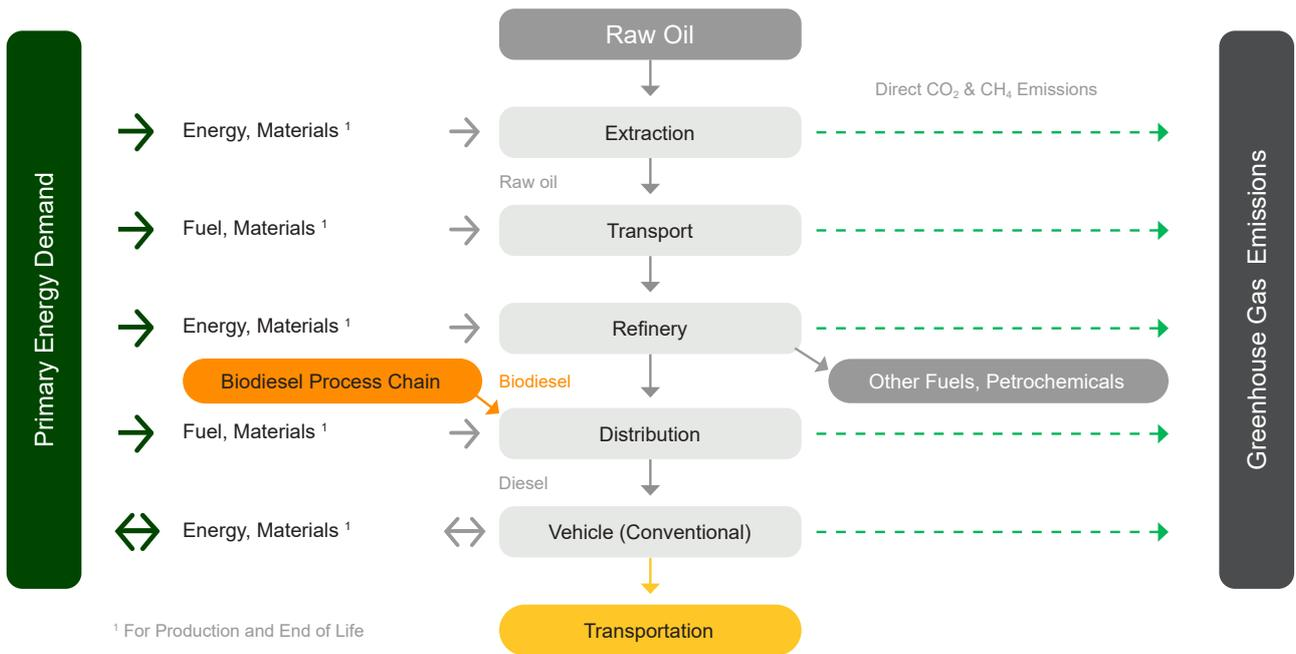 Raw Oil
Direct CO₂ & CH₄ Emissions
Energy, Materials ¹
Extraction
Raw oil
Fuel, Materials ¹
Transport
Energy, Materials ¹
Refinery
Biodiesel Process Chain
Biodiesel
Other Fuels, Petrochemicals
Fuel, Materials ¹
Distribution
Diesel
Energy, Materials ¹
Vehicle (Conventional)
¹ For Production and End of Life
Transportation
Primary Energy Demand
Greenhouse Gas Emissions